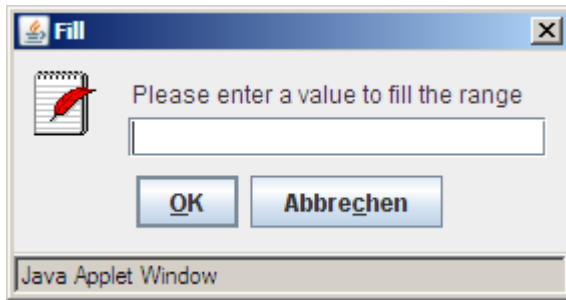 Fill
Please enter a value to fill the range
OK
Abbrechen
Java Applet Window